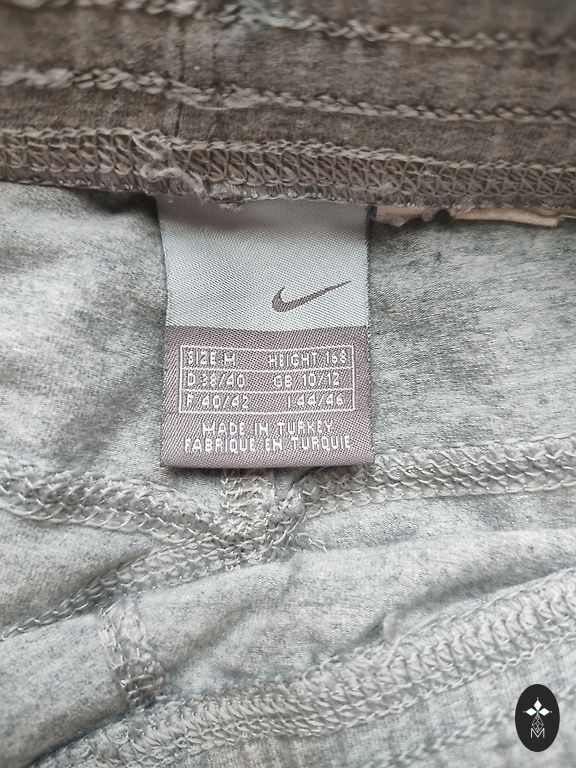 SIZE M HEIGHT 168
D 38/40 GB 10/12
F 40/42 I 44/46
MADE IN TURKEY
FABRIQUE EN TURQUIE
M